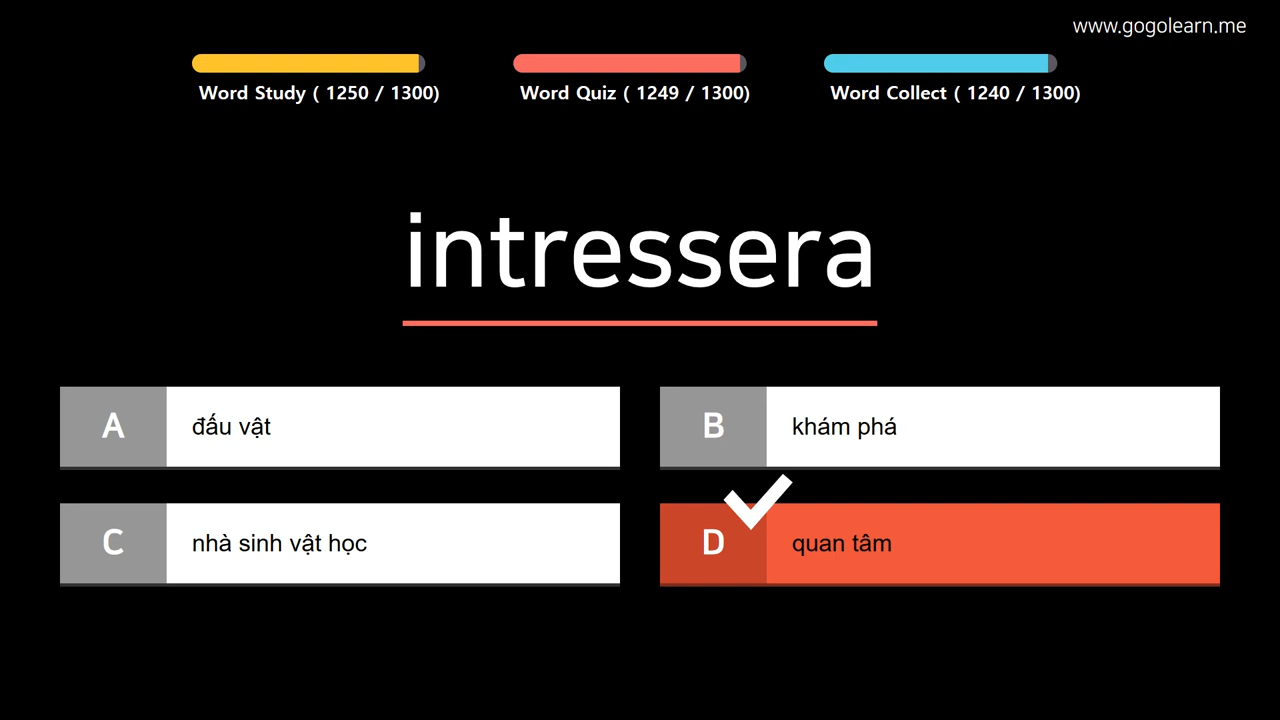 www.gogolearn.me
Word Study ( 1250 / 1300)
Word Quiz ( 1249 / 1300)
Word Collect ( 1240 / 1300)
intressera
A
đấu vật
B
khám phá
C
nhà sinh vật học
D
quan tâm